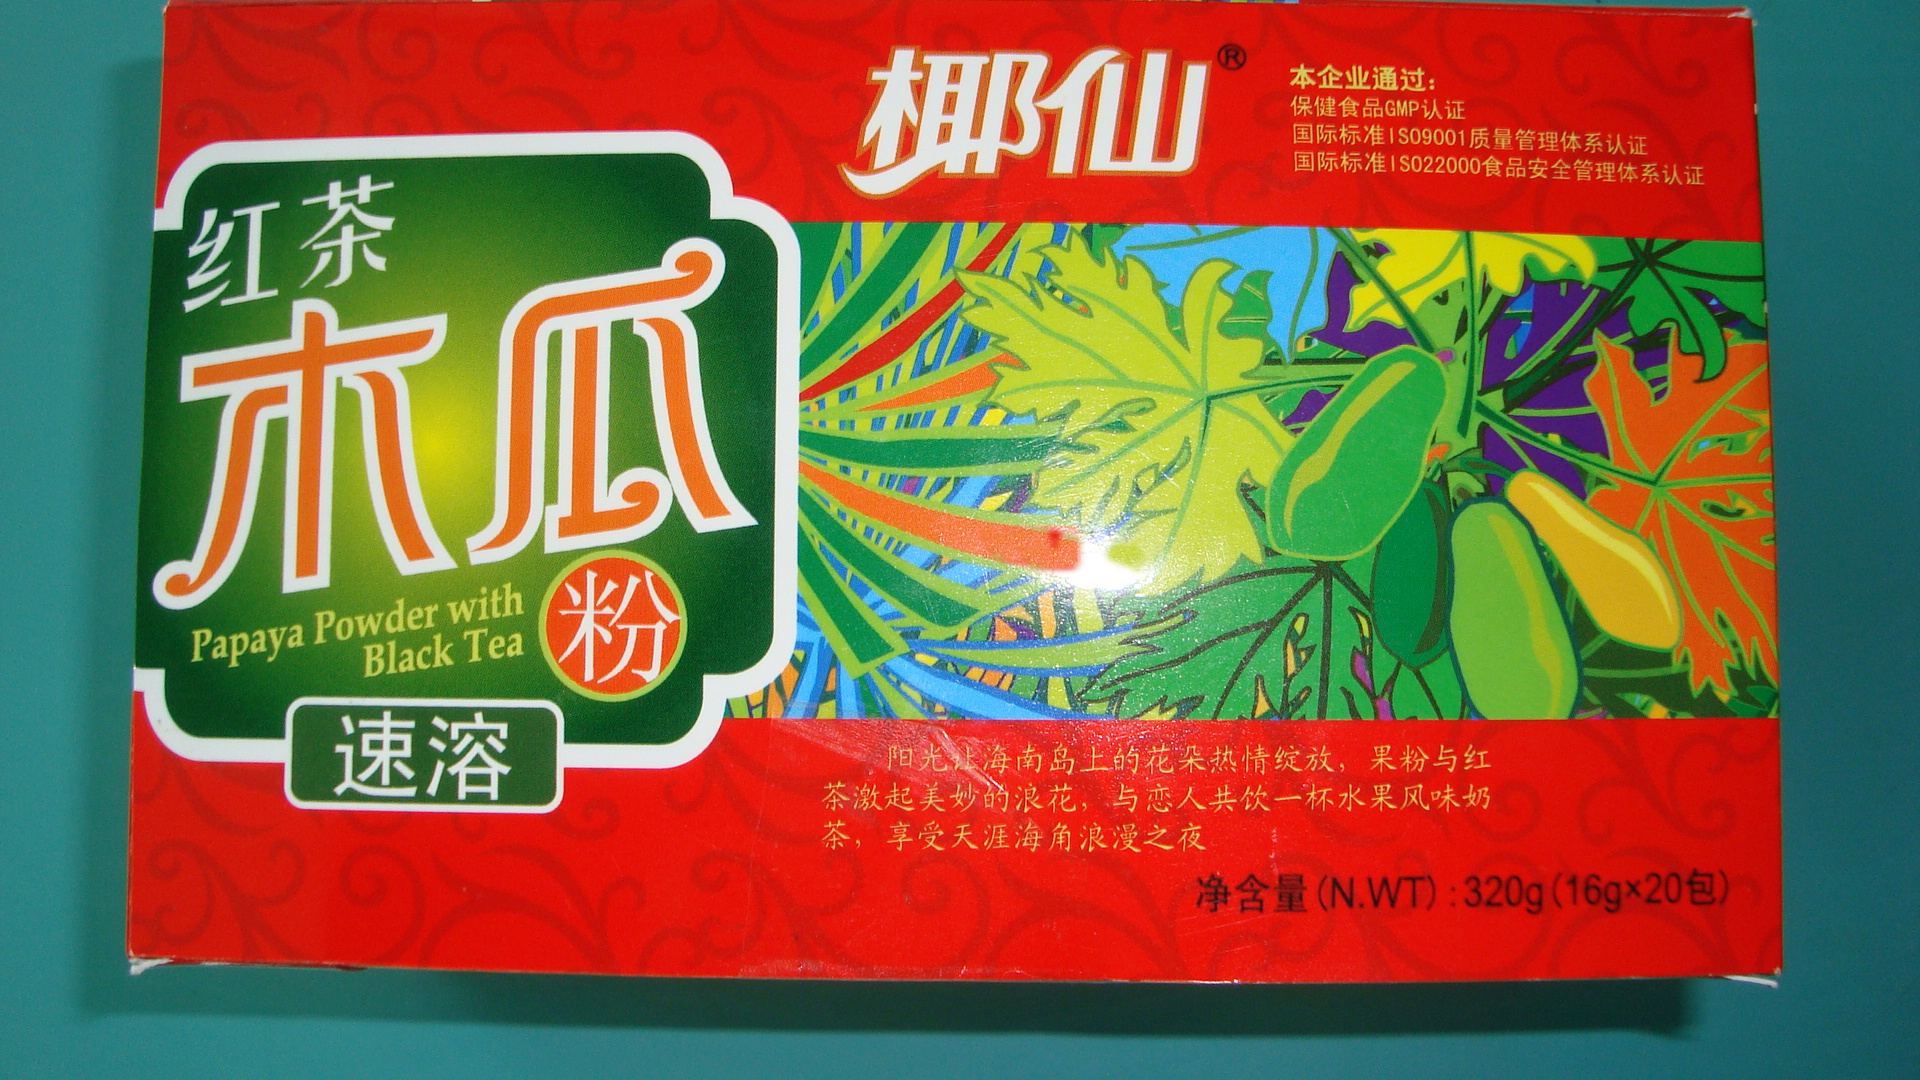 椰仙®
本企业通过:
保健食品GMP认证
国际标准ISO9001质量管理体系认证
国际标准ISO22000食品安全管理体系认证
红茶
木瓜
粉
Papaya Powder with
Black Tea
速溶
阳光让海南岛上的花朵热情绽放，果粉与红
茶激起美妙的浪花，与恋人共饮一杯水果风味奶
茶，享受天涯海角浪漫之夜
净含量(N.WT):320g(16g×20包)